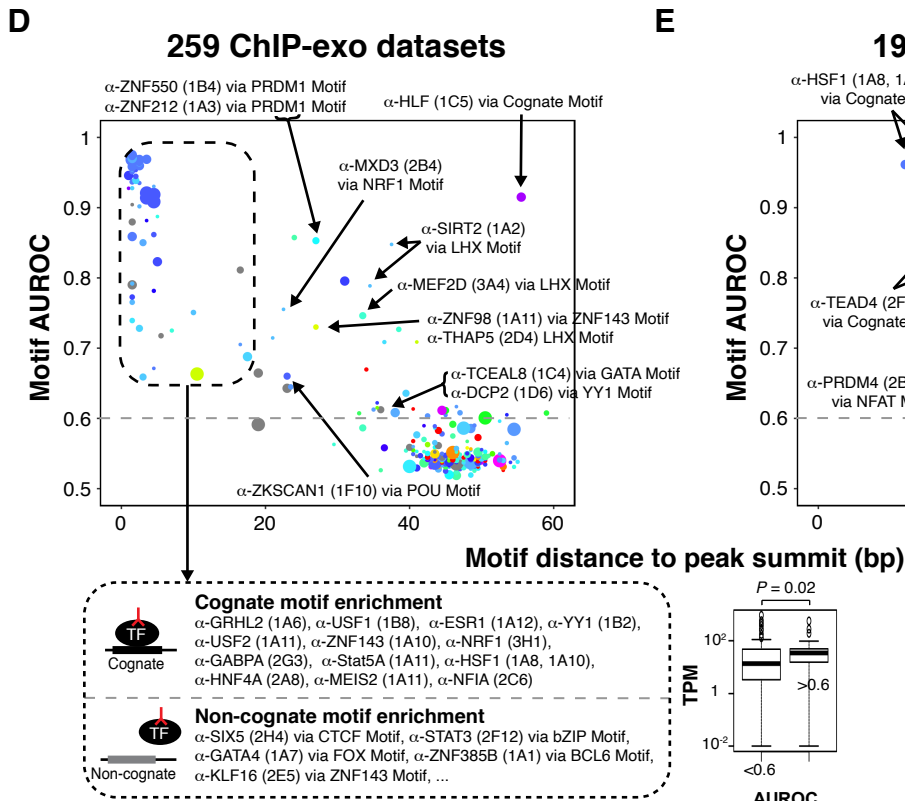 D
E
259 ChIP-exo datasets
19
α-ZNF550 (1B4) via PRDM1 Motif
α-ZNF212 (1A3) via PRDM1 Motif
α-HLF (1C5) via Cognate Motif
α-HSF1 (1A8, 1A
via Cognate
α-MXD3 (2B4)
via NRF1 Motif
α-SIRT2 (1A2)
via LHX Motif
α-MEF2D (3A4) via LHX Motif
α-ZNF98 (1A11) via ZNF143 Motif
α-THAP5 (2D4) LHX Motif
α-TCEAL8 (1C4) via GATA Motif
α-DCP2 (1D6) via YY1 Motif
α-ZKSCAN1 (1F10) via POU Motif
α-TEAD4 (2F
via Cognate
α-PRDM4 (2B
via NFAT M
Motif AUROC
1
0.9
0.8
0.7
0.6
0.5
0
20
40
60
Motif AUROC
1
0.9
0.8
0.7
0.6
0.5
0
Motif distance to peak summit (bp)
TF
Cognate
Cognate motif enrichment
α-GRHL2 (1A6), α-USF1 (1B8), α-ESR1 (1A12), α-YY1 (1B2),
α-USF2 (1A11), α-ZNF143 (1A10), α-NRF1 (3H1),
α-GABPA (2G3), α-Stat5A (1A11), α-HSF1 (1A8, 1A10),
α-HNF4A (2A8), α-MEIS2 (1A11), α-NFIA (2C6)
TF
Non-cognate
Non-cognate motif enrichment
α-SIX5 (2H4) via CTCF Motif, α-STAT3 (2F12) via bZIP Motif,
α-GATA4 (1A7) via FOX Motif, α-ZNF385B (1A1) via BCL6 Motif,
α-KLF16 (2E5) via ZNF143 Motif, ...
P = 0.02
TPM
10^2
1
10^-2
>0.6
<0.6
AUROC